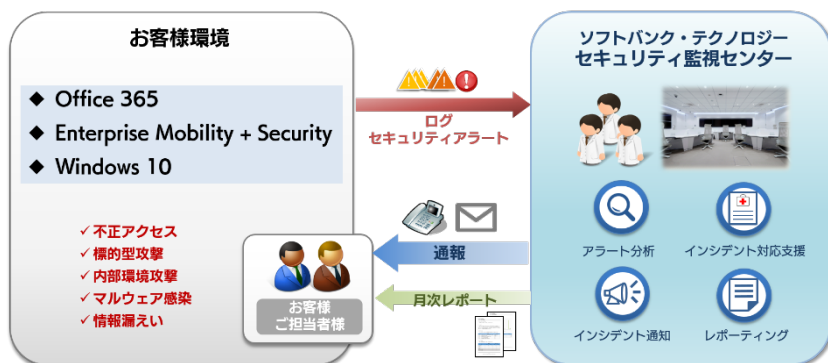 お客様環境
◆ Office 365
◆ Enterprise Mobility + Security
◆ Windows 10
✓不正アクセス
✓標的型攻撃
✓内部環境攻撃
✓マルウェア感染
✓情報漏えい
お客様
ご担当者様
ログ
セキュリティアラート
通報
月次レポート
ソフトバンク・テクノロジー
セキュリティ監視センター
アラート分析
インシデント対応支援
インシデント通知
レポーティング